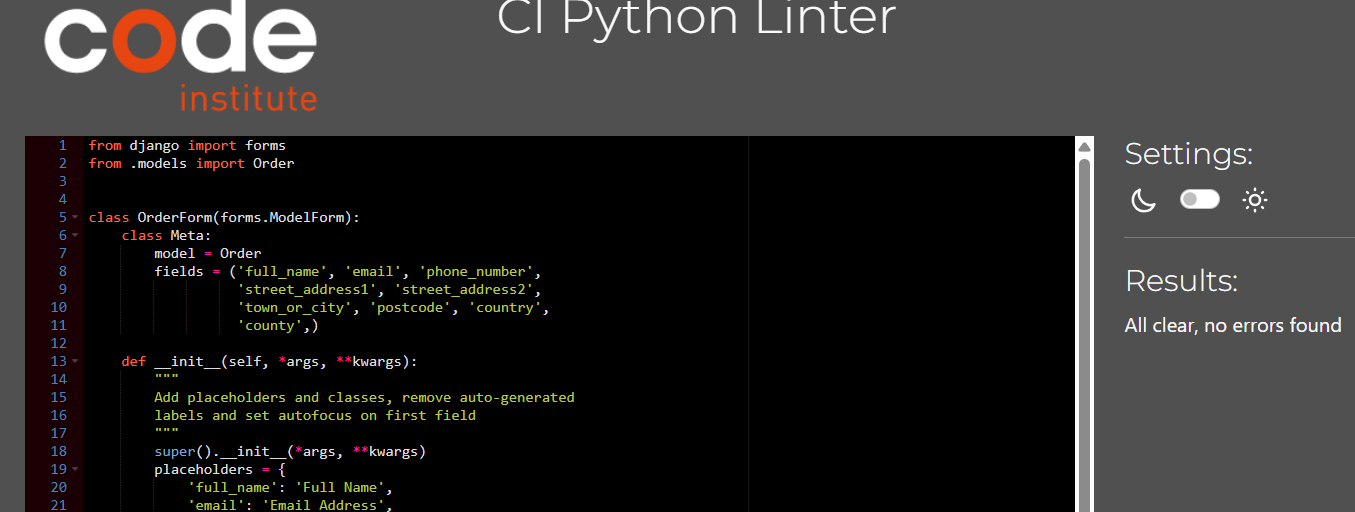 code
institute
CI Python Linter
1 from django import forms
2 from .models import Order
3
4
5 class OrderForm(forms.ModelForm):
6     class Meta:
7         model = Order
8         fields = ('full_name', 'email', 'phone_number',
9                   'street_address1', 'street_address2',
10                   'town_or_city', 'postcode', 'country',
11                   'county',)
12
13     def __init__(self, *args, **kwargs):
14         """
15         Add placeholders and classes, remove auto-generated
16         labels and set autofocus on first field
17         """
18         super().__init__(*args, **kwargs)
19         placeholders = {
20             'full_name': 'Full Name',
21             'email': 'Email Address',
Settings:
Results:
All clear, no errors found